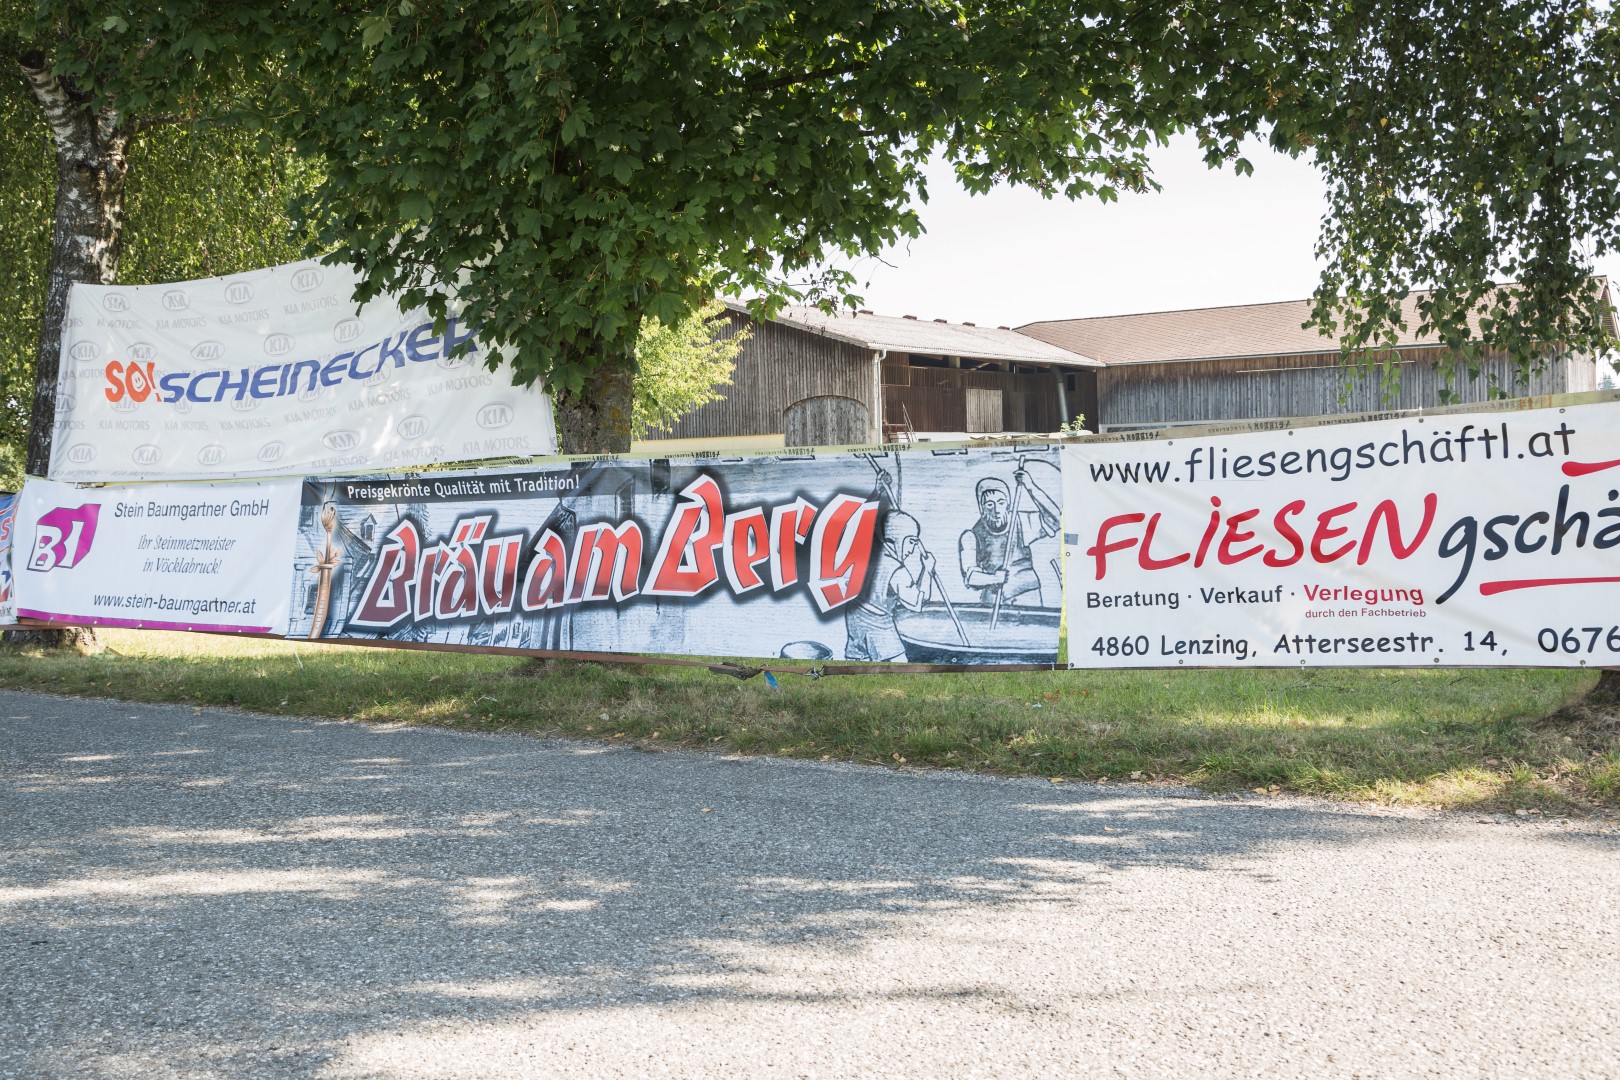 SO!SCHEINECKER
KIA MOTORS
Stein Baumgartner GmbH
Ihr Steinmetzmeister
in Vöcklabruck!
www.stein-baumgartner.at
Preisgekrönte Qualität mit Tradition!
Bräu am Berg
www.fliesengschäftl.at
FLiESENgschä
Beratung · Verkauf · Verlegung
durch den Fachbetrieb
4860 Lenzing, Atterseestr. 14, 0676